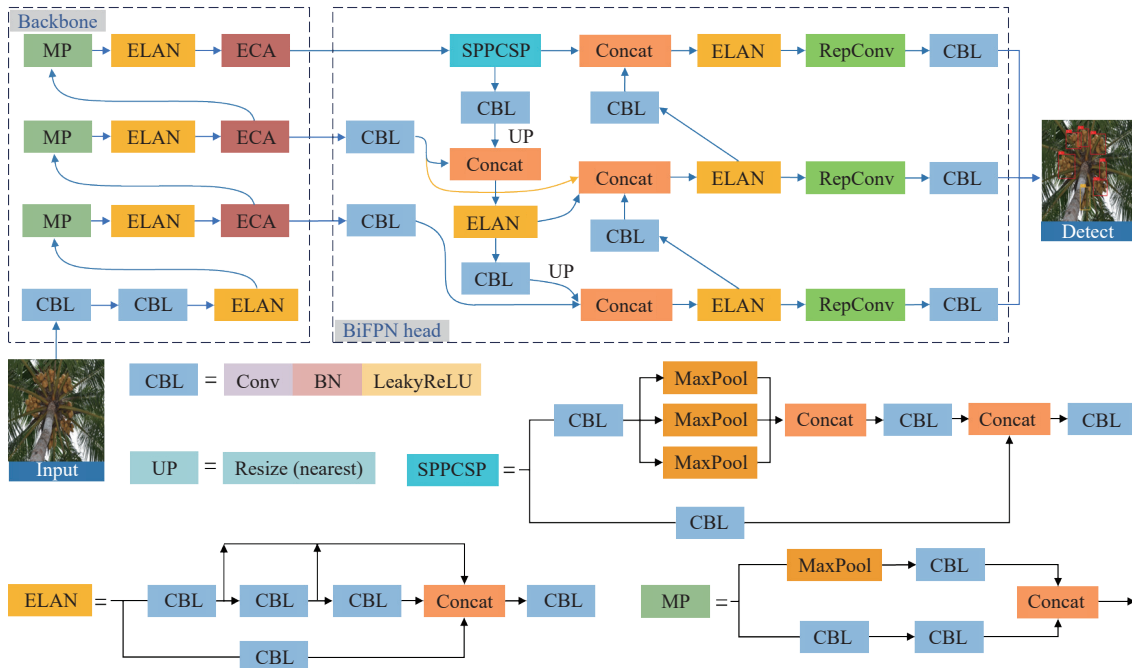 Backbone
MP ELAN ECA SPPCSP Concat ELAN RepConv CBL
CBL CBL
UP
MP ELAN ECA CBL Concat
Concat ELAN RepConv CBL
MP ELAN ECA CBL ELAN CBL
Detect
CBL UP
CBL CBL ELAN Concat ELAN RepConv CBL
BiFPN head
Input
CBL = Conv BN LeakyReLU
UP = Resize (nearest)
SPPCSP =
MaxPool
CBL MaxPool Concat CBL Concat CBL
MaxPool
CBL
ELAN =
CBL CBL CBL Concat CBL
CBL
MP =
MaxPool CBL
Concat
CBL CBL